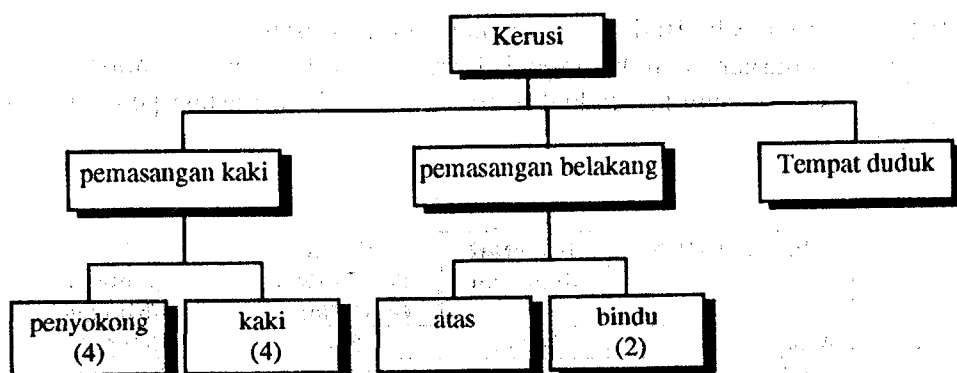 Kerusi
pemasangan kaki
pemasangan belakang
Tempat duduk
penyokong
(4)
kaki
(4)
atas
bindu
(2)